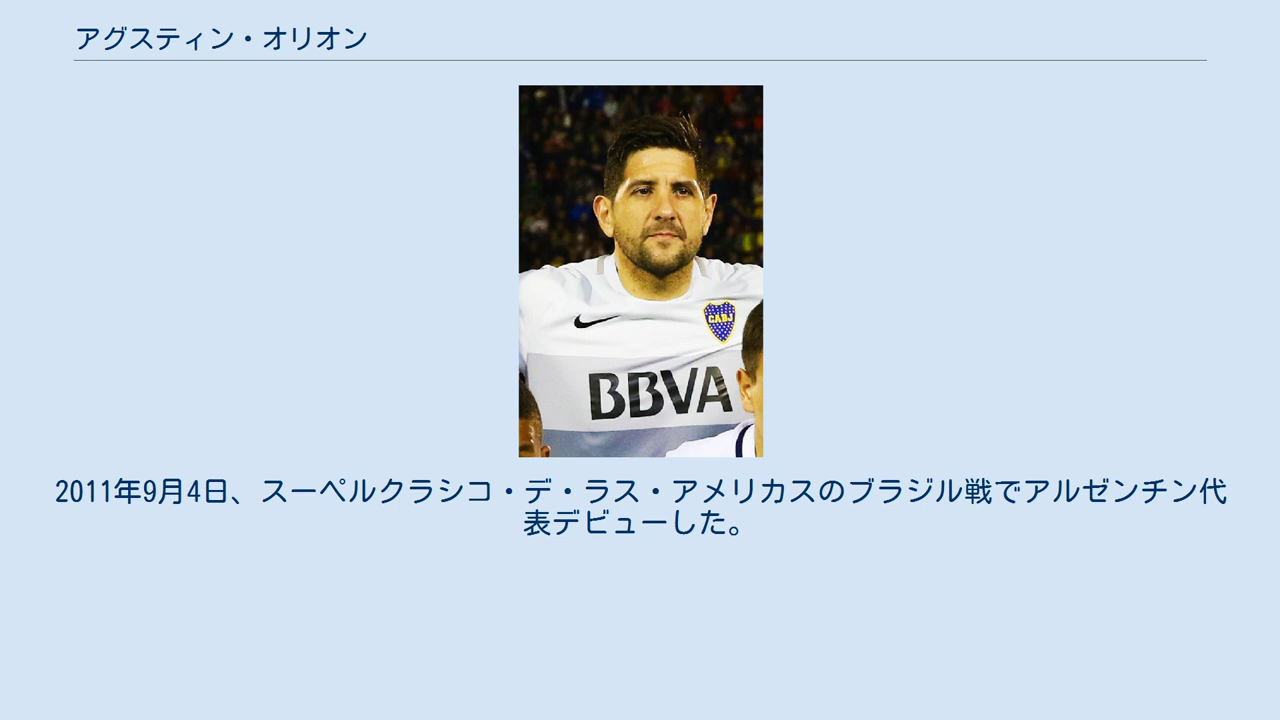 アグスティン・オリオン
CABJ
BBVA
2011年9月4日、スーペルクラシコ・デ・ラス・アメリカスのブラジル戦でアルゼンチン代
表デビューした。